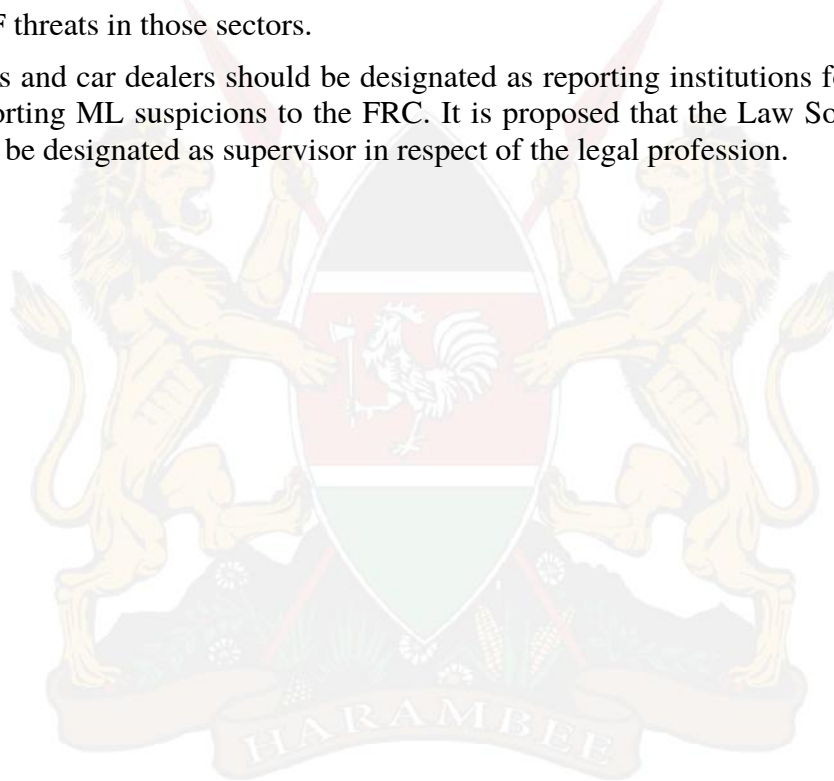 F threats in those sectors.
s and car dealers should be designated as reporting institutions fo
orting ML suspicions to the FRC. It is proposed that the Law So
be designated as supervisor in respect of the legal profession.
HARAMBEE